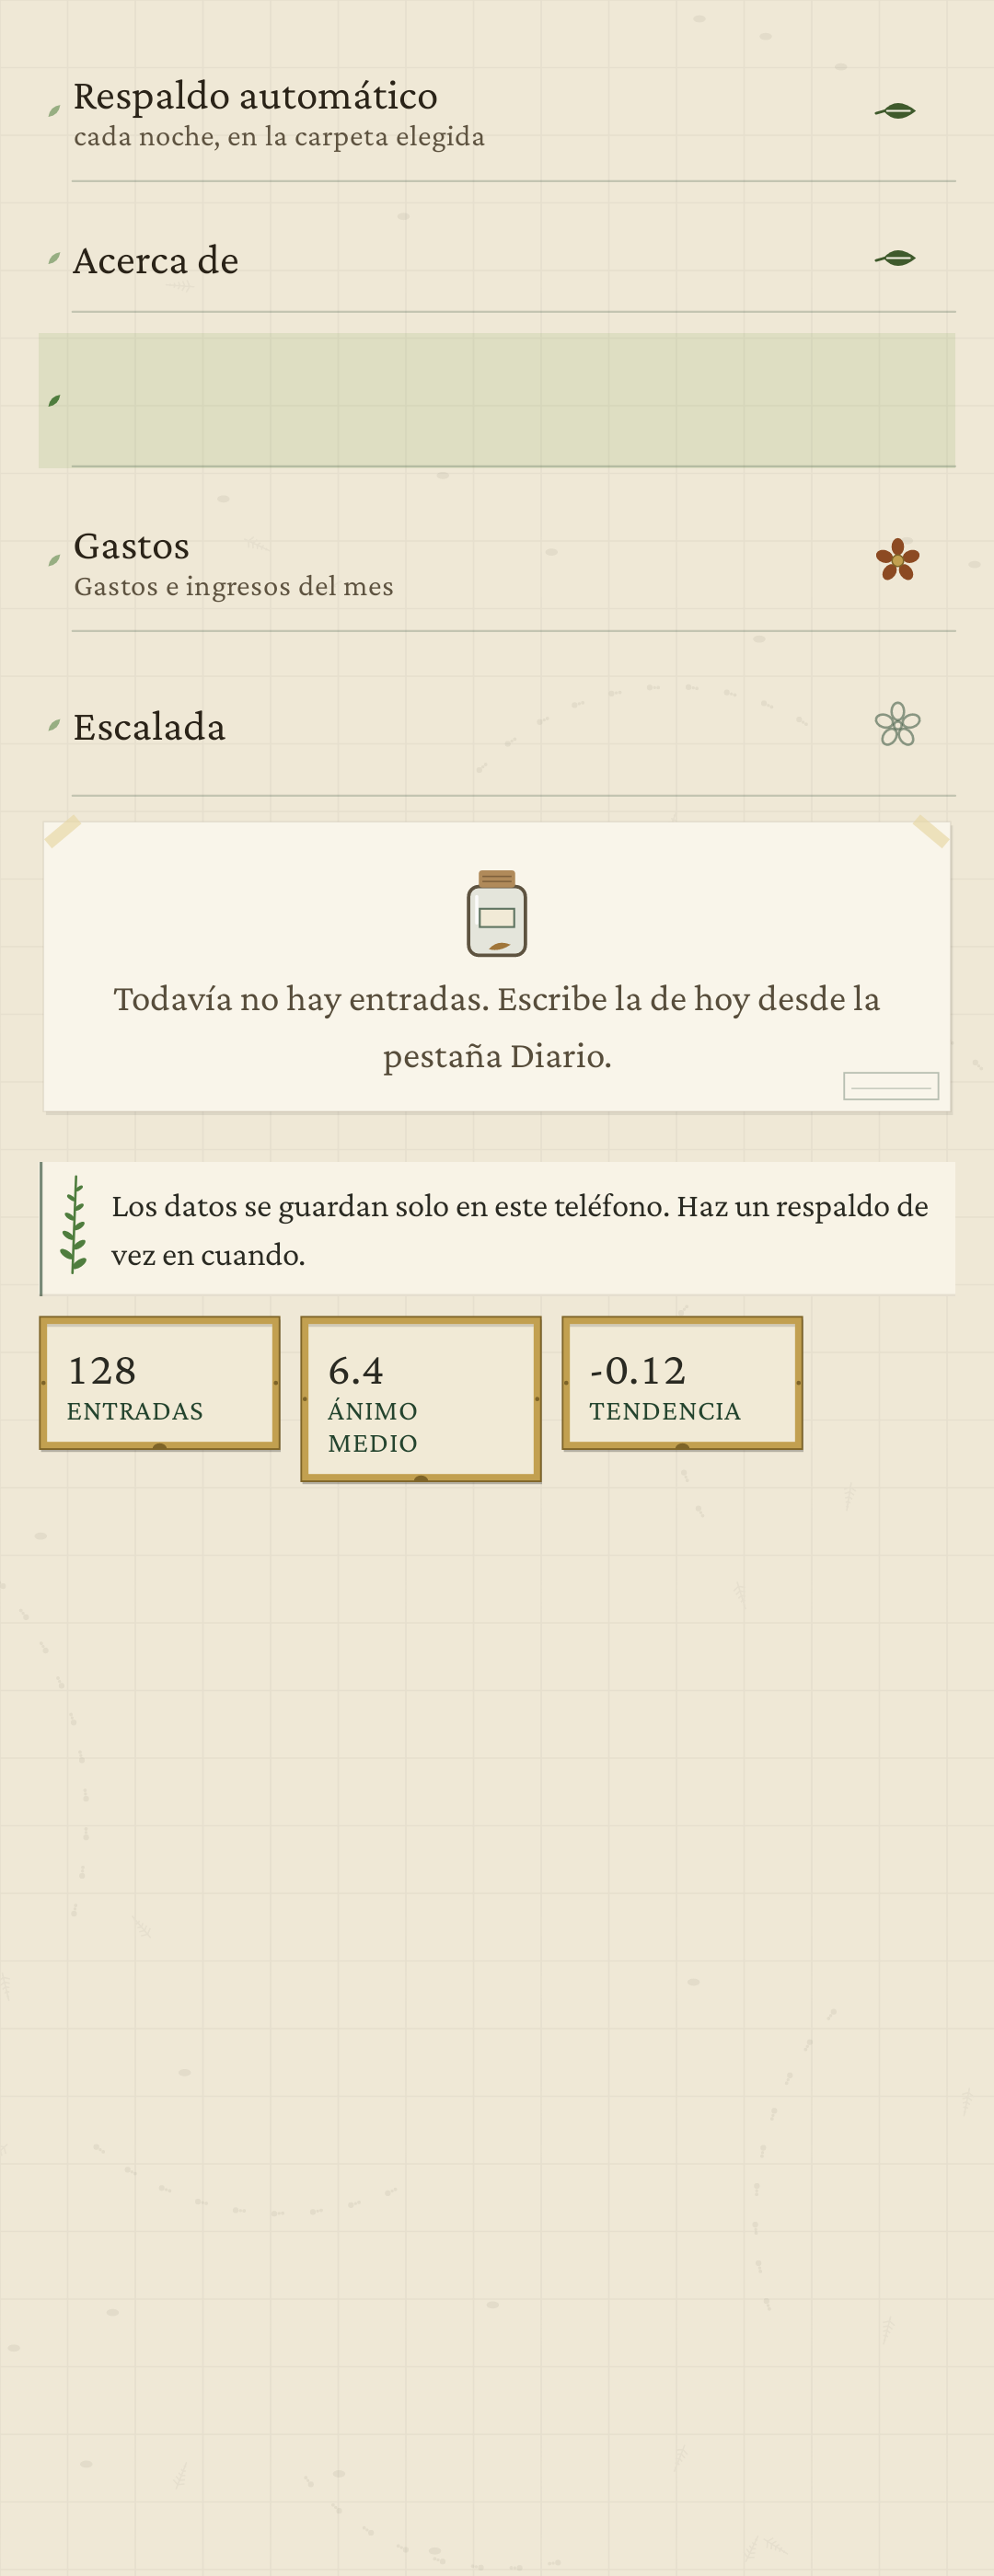 Respaldo automático
cada noche, en la carpeta elegida
Acerca de
Gastos
Gastos e ingresos del mes
Escalada
Todavía no hay entradas. Escribe la de hoy desde la
pestaña Diario.
Los datos se guardan solo en este teléfono. Haz un respaldo de
vez en cuando.
128
ENTRADAS
6.4
ÁNIMO
MEDIO
-0.12
TENDENCIA